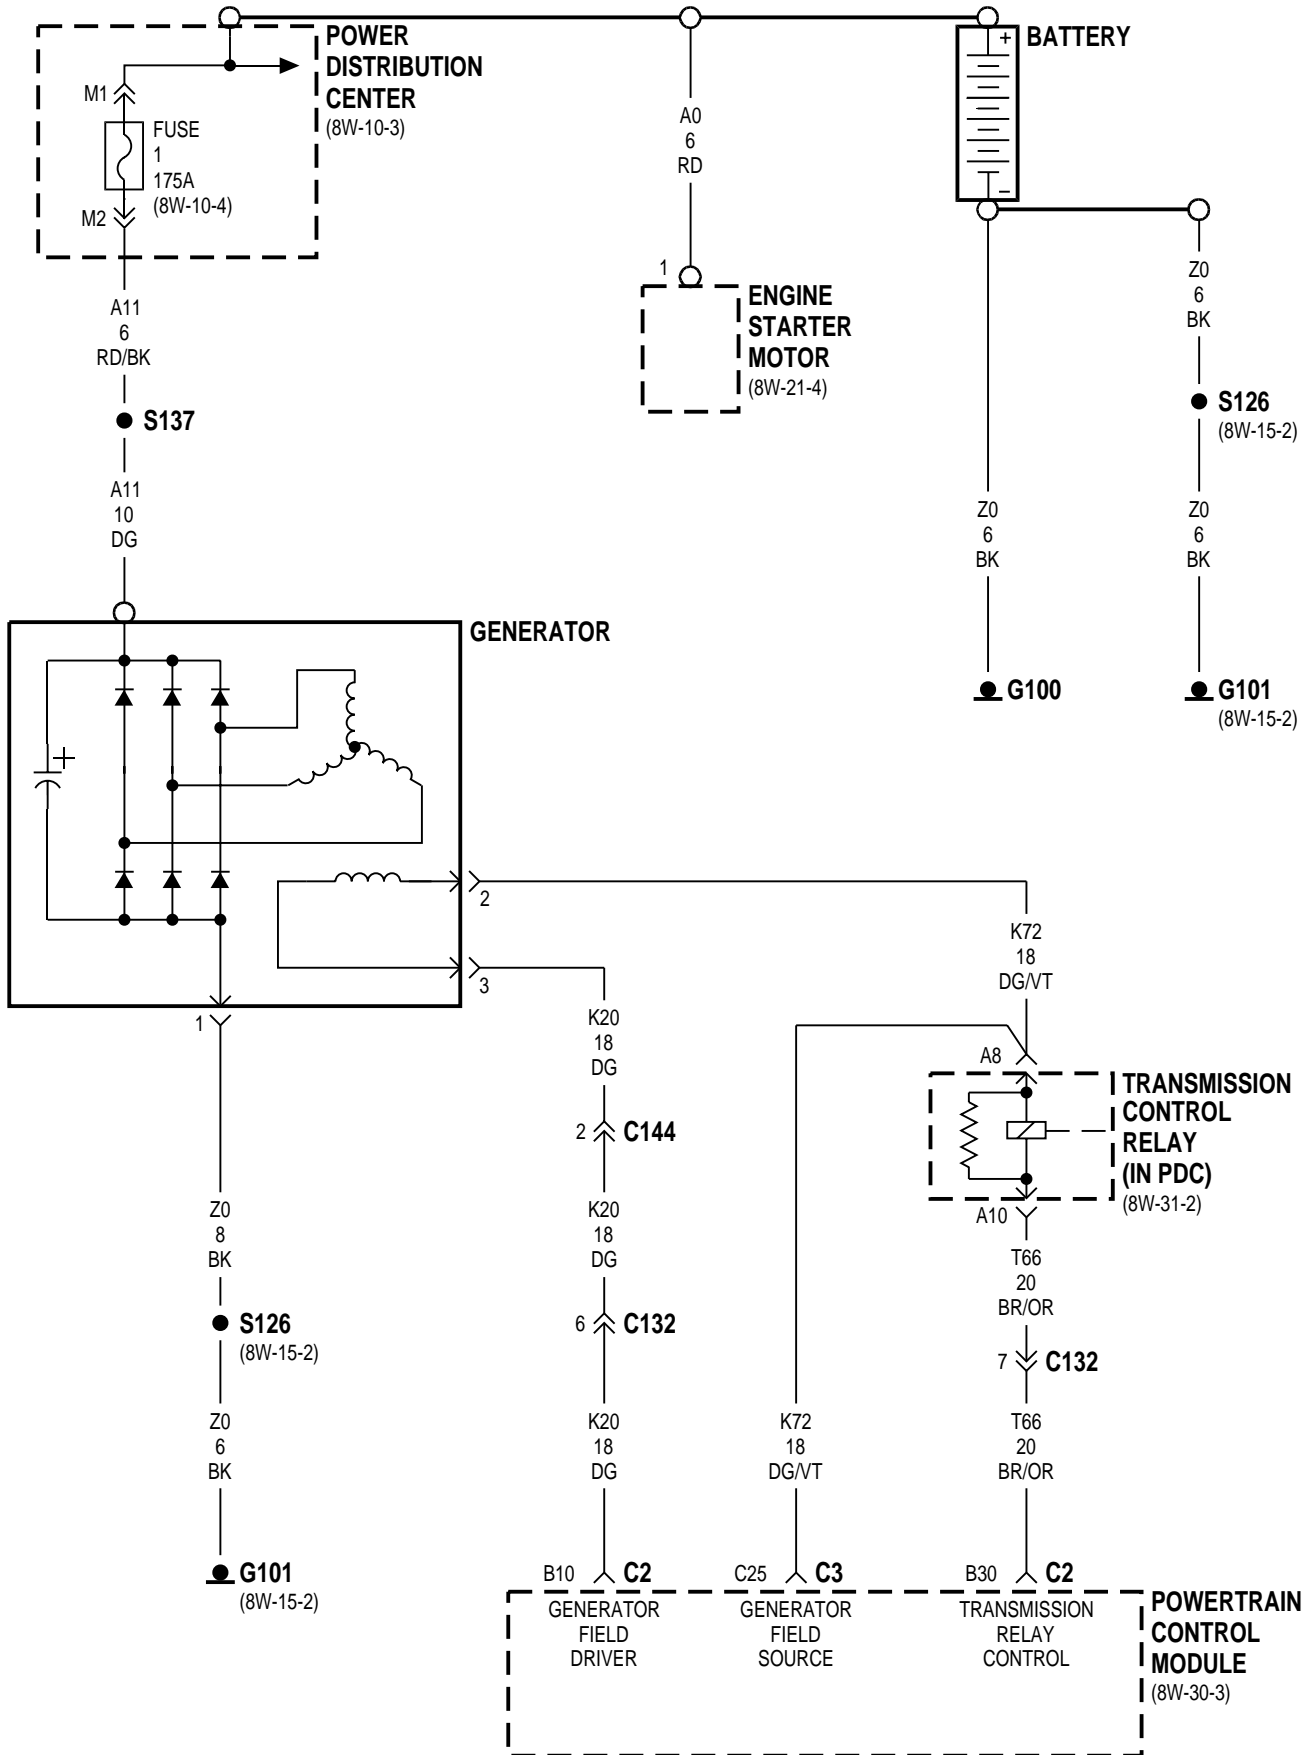 POWER
DISTRIBUTION
CENTER
(8W-10-3)
M1
FUSE
1
175A
(8W-10-4)
M2
A11
6
RD/BK
S137
A11
10
DG
A0
6
RD
1
ENGINE
STARTER
MOTOR
(8W-21-4)
BATTERY
+
–
Z0
6
BK
S126
(8W-15-2)
Z0
6
BK
Z0
6
BK
G100
G101
(8W-15-2)
GENERATOR
+
2
3
1
K72
18
DG/VT
K20
18
DG
A8
TRANSMISSION
CONTROL
RELAY
(IN PDC)
(8W-31-2)
2
C144
A10
Z0
8
BK
K20
18
DG
T66
20
BR/OR
S126
(8W-15-2)
6
C132
7
C132
Z0
6
BK
K20
18
DG
K72
18
DG/VT
T66
20
BR/OR
G101
(8W-15-2)
B10
C2
C25
C3
B30
C2
GENERATOR
FIELD
DRIVER
GENERATOR
FIELD
SOURCE
TRANSMISSION
RELAY
CONTROL
POWERTRAIN
CONTROL
MODULE
(8W-30-3)